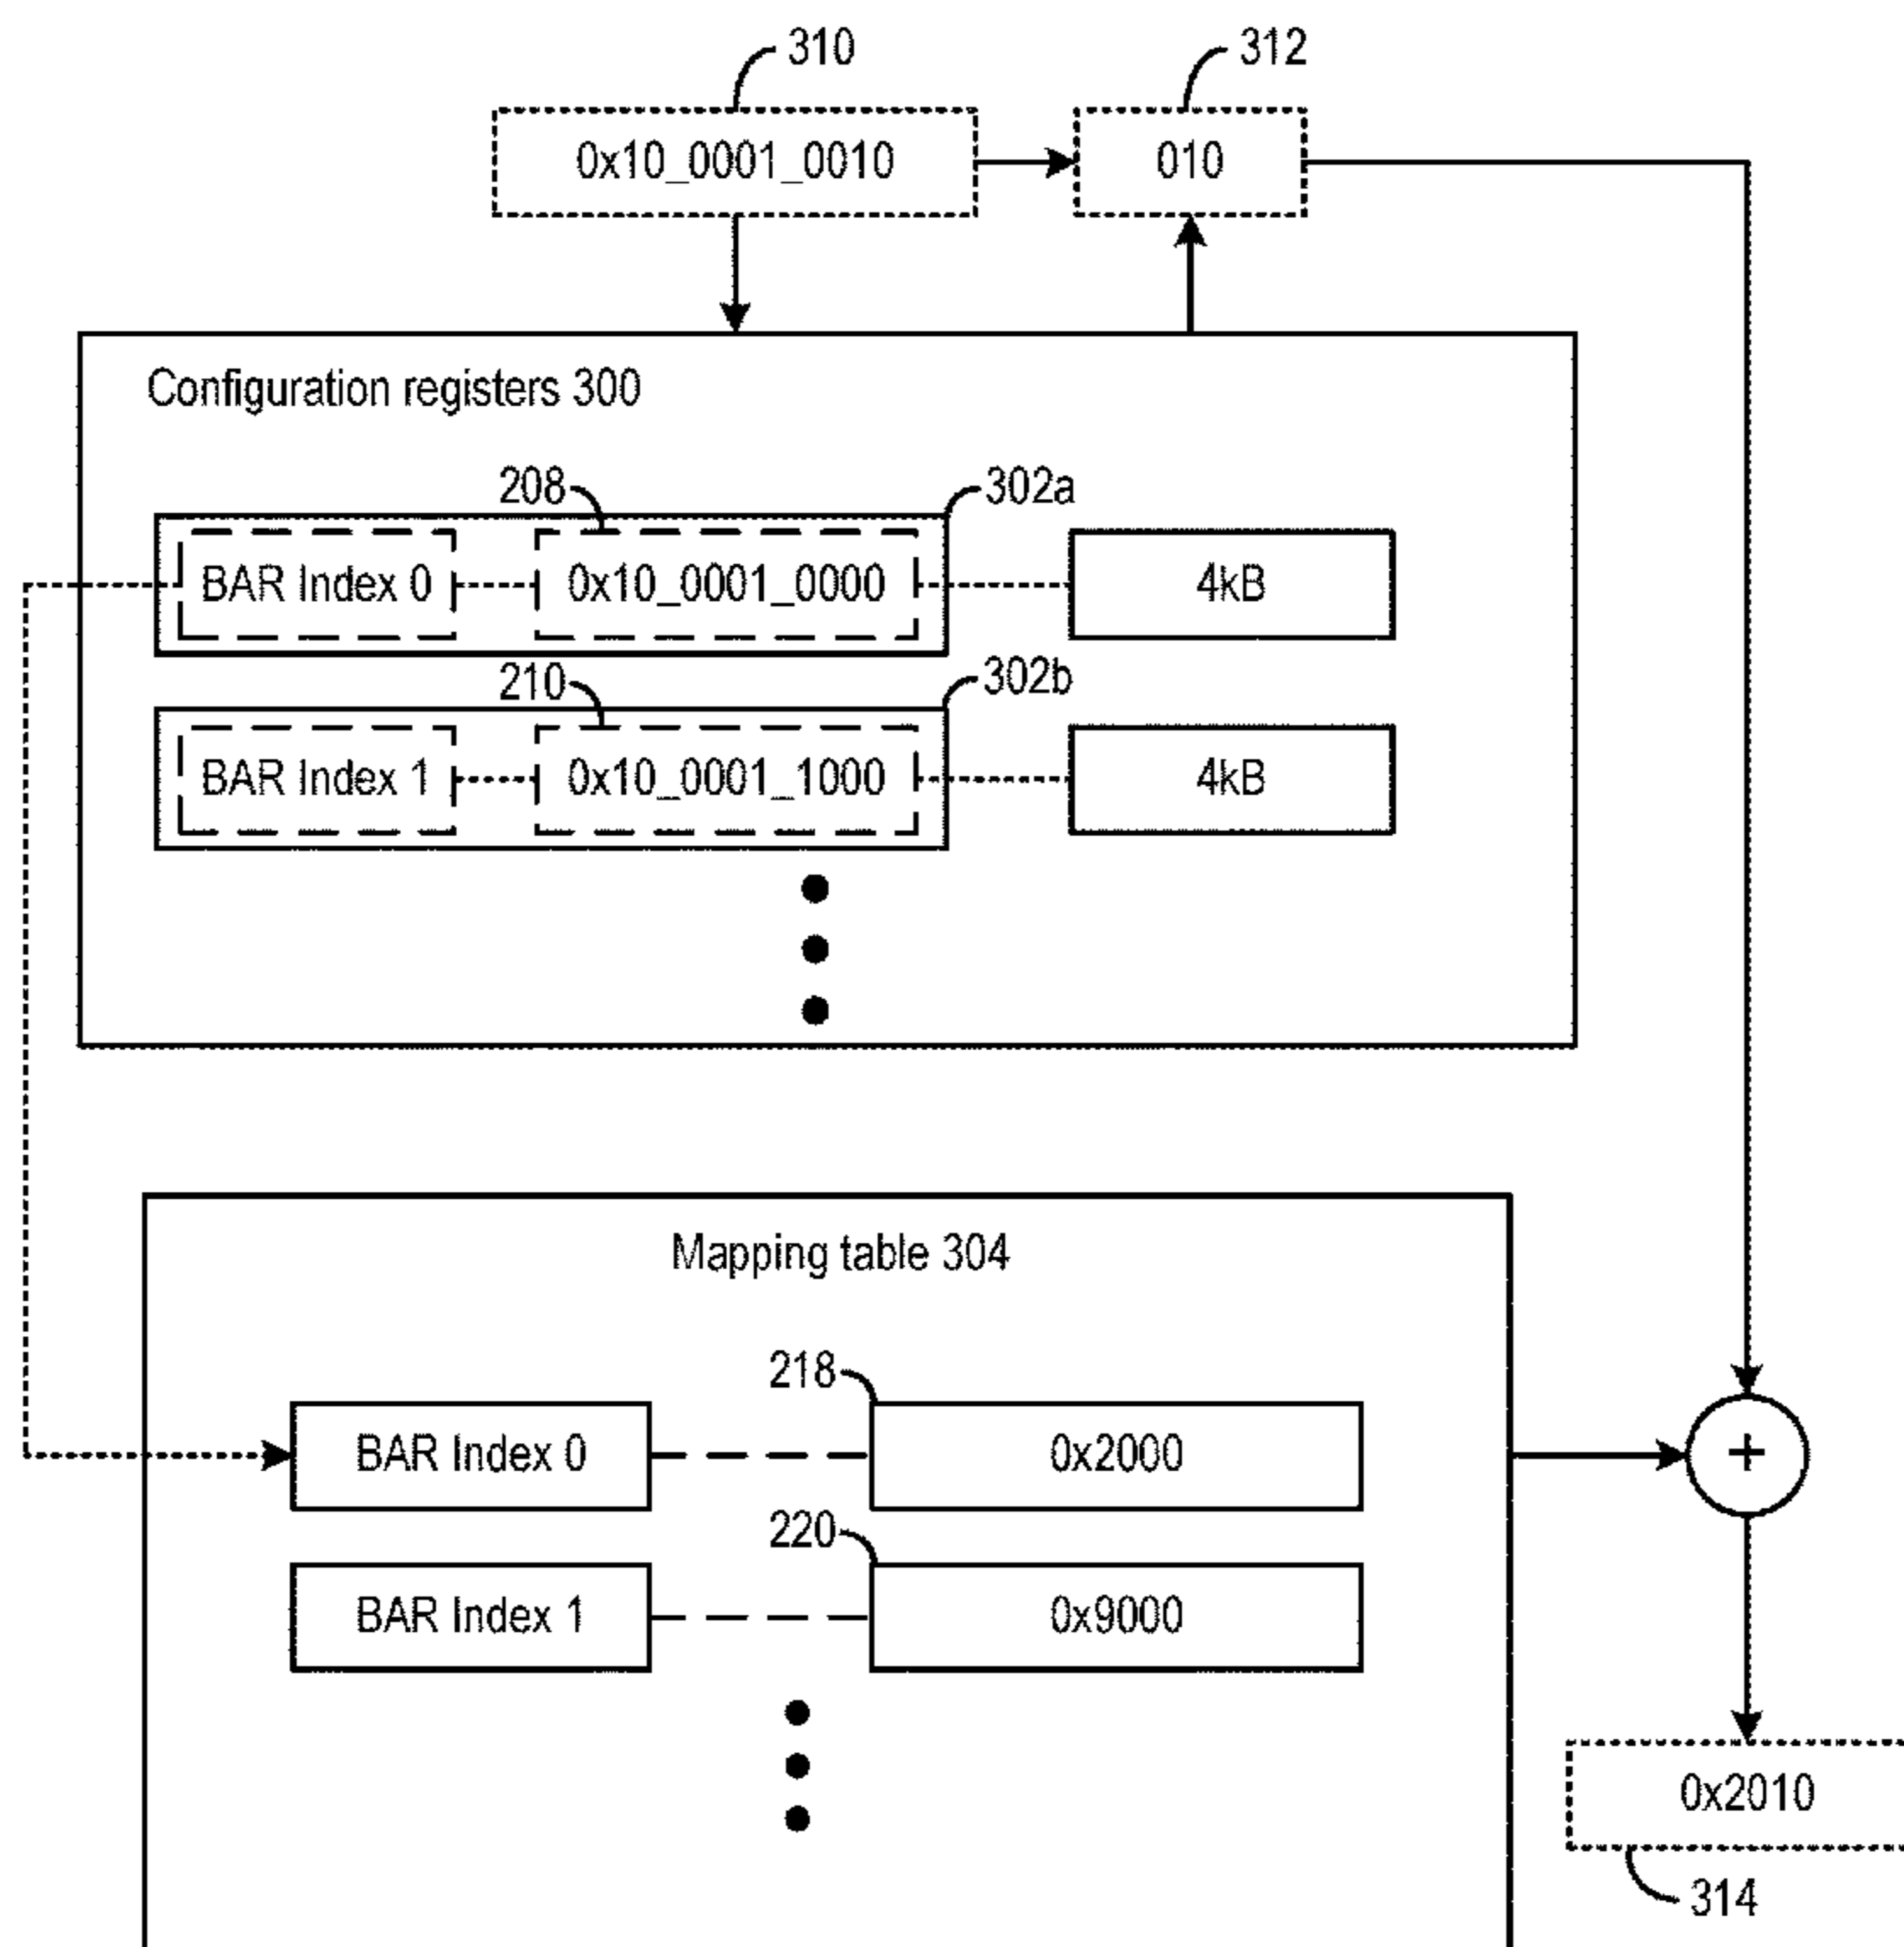 310
312
0x10_0001_0010
010
Configuration registers 300
208
302a
BAR Index 0
0x10_0001_0000
4kB
210
302b
BAR Index 1
0x10_0001_1000
4kB
Mapping table 304
218
BAR Index 0
0x2000
+
220
BAR Index 1
0x9000
0x2010
314